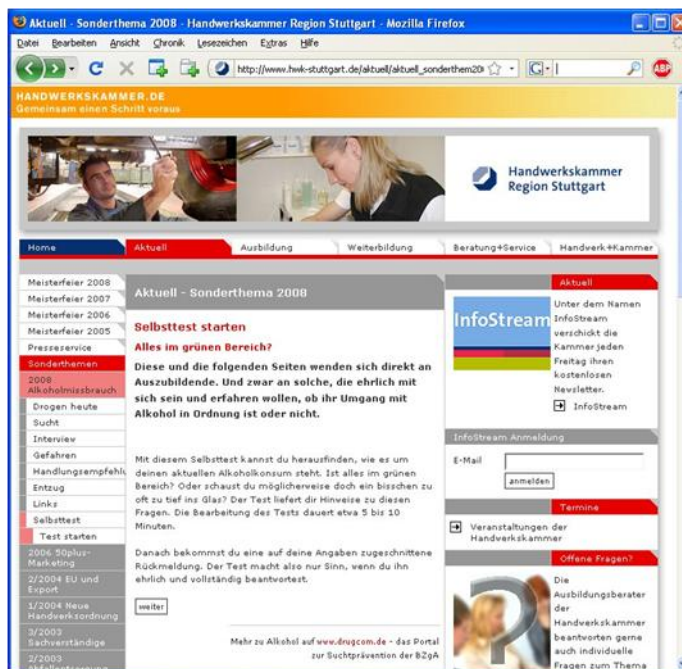 Aktuell - Sonderthema 2008 - Handwerkskammer Region Stuttgart - Mozilla Firefox
Datei Bearbeiten Ansicht Chronik Lesezeichen Extras Hilfe
http://www.hwk-stuttgart.de/aktuell/aktuell_sonderthem20
G
ABP
HANDWERKSKAMMER.DE
Gemeinsam einen Schritt voraus
Handwerkskammer
Region Stuttgart
Home Aktuell Ausbildung Weiterbildung Beratung+Service Handwerk+Kammer
Meisterfeier 2008
Meisterfeier 2007
Meisterfeier 2006
Meisterfeier 2005
Presseservice
Sonderthemen
2008
Alkoholmissbrauch
Drogen heute
Sucht
Interview
Gefahren
Handlungsempfehlu
Entzug
Links
Selbsttest
Test starten
2006 50plus-
Marketing
2/2004 EU und
Export
1/2004 Neue
Handwerksordnung
3/2003
Sachverständige
2/2003
Aktuell - Sonderthema 2008
Selbsttest starten
Alles im grünen Bereich?
Diese und die folgenden Seiten wenden sich direkt an
Auszubildende. Und zwar an solche, die ehrlich mit
sich sein und erfahren wollen, ob ihr Umgang mit
Alkohol in Ordnung ist oder nicht.
Mit diesem Selbsttest kannst du herausfinden, wie es um
deinen aktuellen Alkoholkonsum steht. Ist alles im grünen
Bereich? Oder schaust du möglicherweise doch ein bisschen zu
oft zu tief ins Glas? Der Test liefert dir Hinweise zu diesen
Fragen. Die Bearbeitung des Tests dauert etwa 5 bis 10
Minuten.
Danach bekommst du eine auf deine Angaben zugeschnittene
Rückmeldung. Der Test macht also nur Sinn, wenn du ihn
ehrlich und vollständig beantwortest.
weiter
Mehr zu Alkohol auf www.drugcom.de - das Portal
zur Suchtprävention der BZgA
Aktuell
InfoStream
Unter dem Namen
InfoStream
verschickt die
Kammer jeden
Freitag ihren
kostenlosen
Newsletter.
InfoStream
InfoStream Anmeldung
E-Mail
anmelden
Termine
Veranstaltungen der
Handwerkskammer
Offene Fragen?
?
Die
Ausbildungsberater
der
Handwerkskammer
beantworten gerne
auch individuelle
Fragen zum Thema